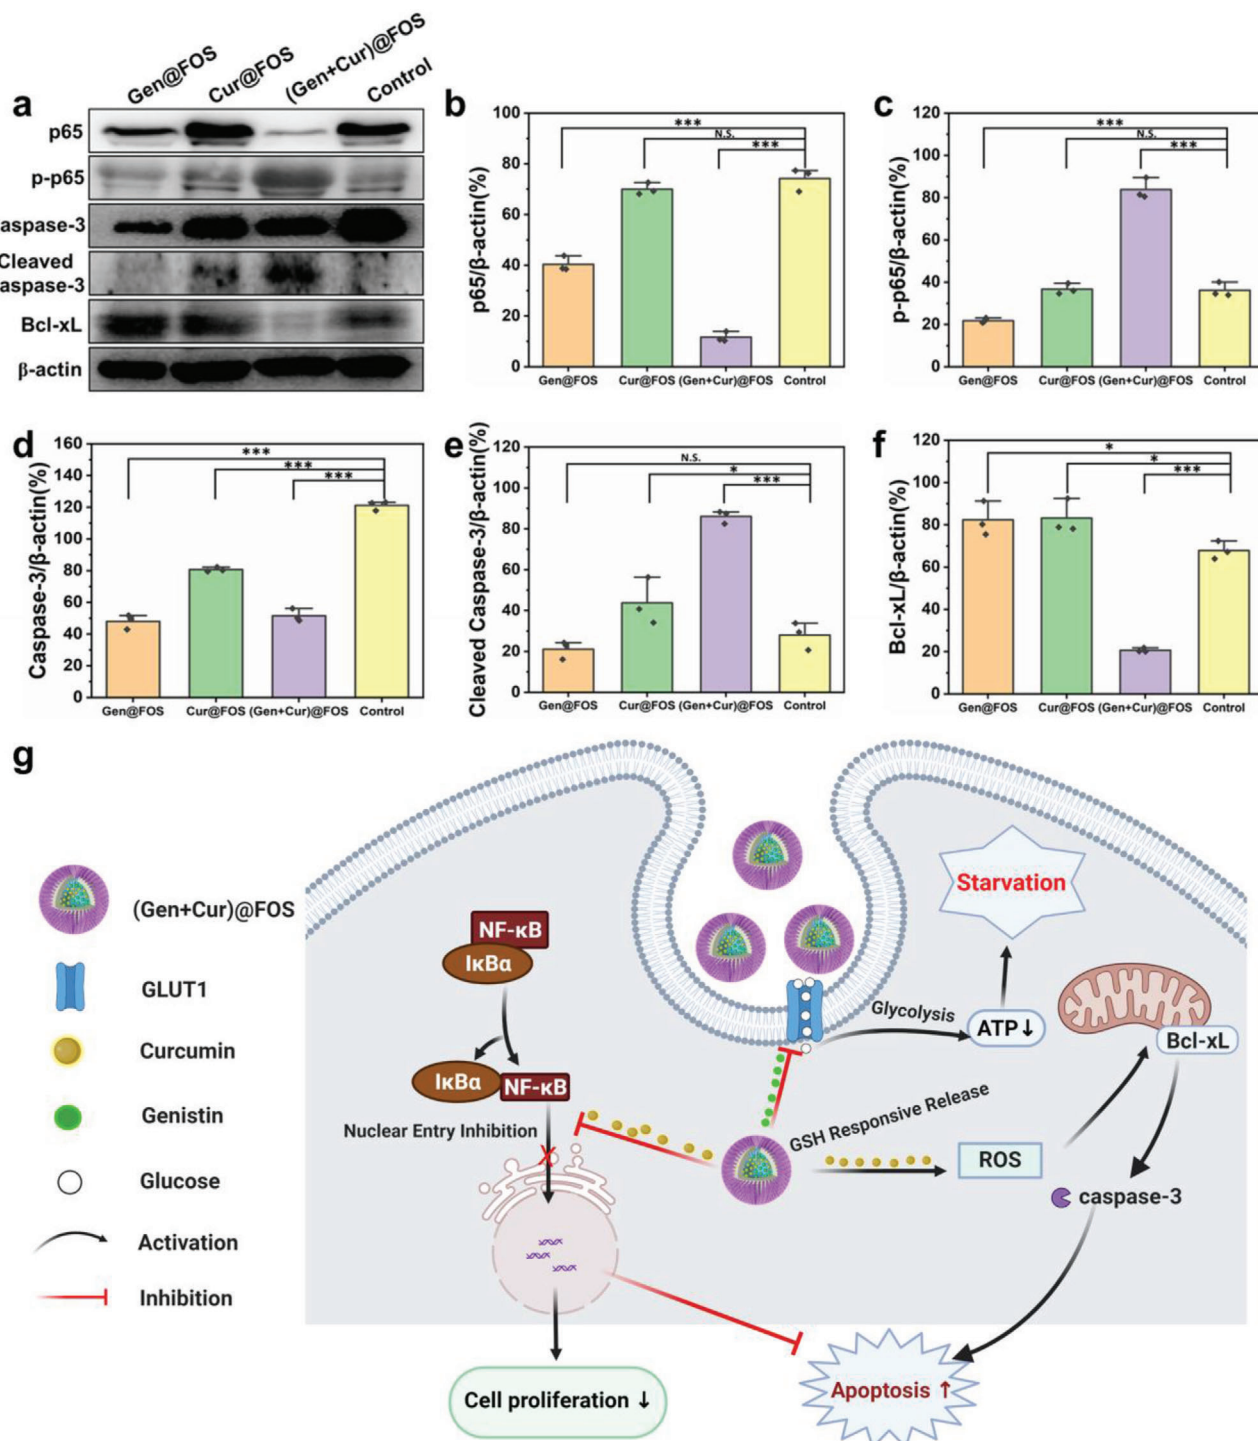 Gen@FOS
Cur@FOS
(Gen+Cur)@FOS
Control
a
p65
p-p65
aspase-3
Cleaved
aspase-3
Bcl-xL
β-actin
b
p65/β-actin(%)
100
80
60
40
20
0
***
N.S.
***
Gen@FOS
Cur@FOS
(Gen+Cur)@FOS
Control
c
p-p65/β-actin(%)
120
100
80
60
40
20
0
***
N.S.
***
Gen@FOS
Cur@FOS
(Gen+Cur)@FOS
Control
d
Caspase-3/β-actin(%)
160
140
120
100
80
60
40
20
0
***
***
***
Gen@FOS
Cur@FOS
(Gen+Cur)@FOS
Control
e
Cleaved Caspase-3/β-actin(%)
120
100
80
60
40
20
0
N.S.
*
***
Gen@FOS
Cur@FOS
(Gen+Cur)@FOS
Control
f
Bcl-xL/β-actin(%)
120
100
80
60
40
20
0
*
*
***
Gen@FOS
Cur@FOS
(Gen+Cur)@FOS
Control
g
(Gen+Cur)@FOS
GLUT1
Curcumin
Genistin
Glucose
Activation
Inhibition
NF-κB
IκBα
IκBα
NF-κB
Nuclear Entry Inhibition
X
Starvation
Glycolysis
ATP↓
Bcl-xL
GSH Responsive Release
ROS
caspase-3
Cell proliferation ↓
Apoptosis ↑